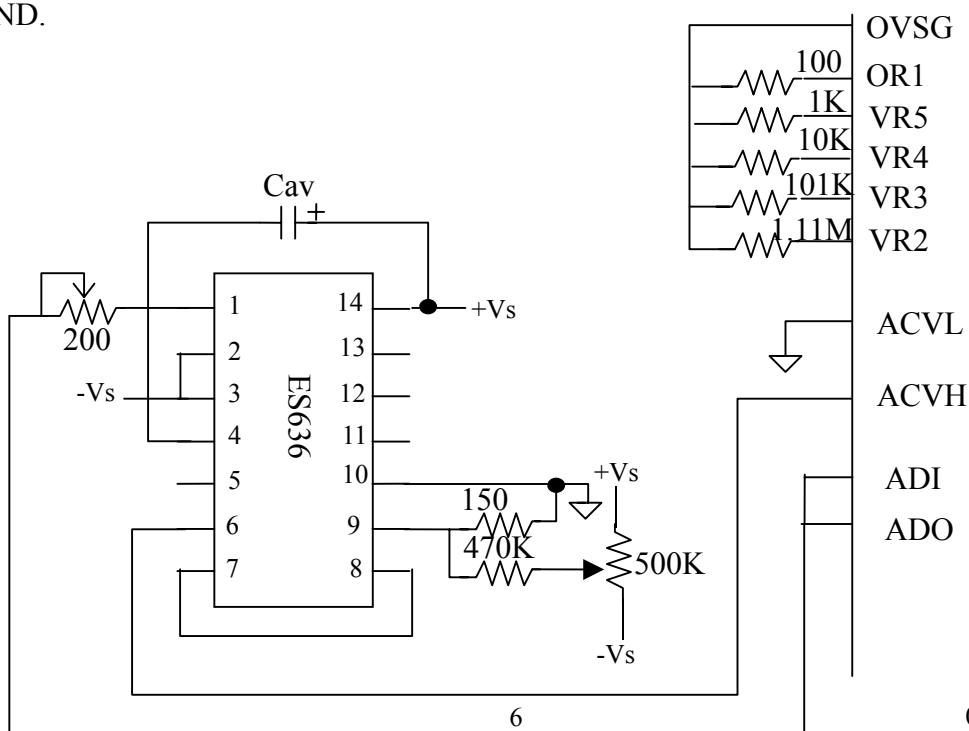 ND.
OVSG
100
OR1
1K
VR5
10K
VR4
101K
VR3
1.11M
VR2
Cav
+
1
14
+Vs
200
2
13
-Vs
3
12
ES636
4
11
5
10
6
9
7
8
150
470K
+Vs
500K
-Vs
ACVL
ACVH
ADI
ADO
6